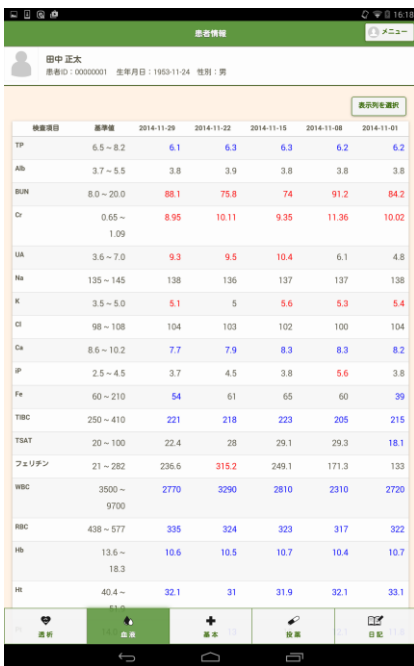 16:18
患者情報
メニュー
田中 正太
患者ID：00000001 生年月日：1953-11-24 性別：男
表示列を選択
検査項目 基準値 2014-11-29 2014-11-22 2014-11-15 2014-11-08 2014-11-01
TP 6.5 ~ 8.2 6.1 6.3 6.3 6.2 6.2
Alb 3.7 ~ 5.5 3.8 3.9 3.8 3.8 3.8
BUN 8.0 ~ 20.0 88.1 75.8 74 91.2 84.2
Cr 0.65 ~ 8.95 10.11 9.35 11.36 10.02
1.09
UA 3.6 ~ 7.0 9.3 9.5 10.4 6.1 4.8
Na 135 ~ 145 138 136 137 137 138
K 3.5 ~ 5.0 5.1 5 5.6 5.3 5.4
Cl 98 ~ 108 104 103 102 100 104
Ca 8.6 ~ 10.2 7.7 7.9 8.3 8.3 8.2
iP 2.5 ~ 4.5 3.7 4.5 3.8 5.6 3.8
Fe 60 ~ 210 54 61 65 60 39
TIBC 250 ~ 410 221 218 223 205 215
TSAT 20 ~ 100 22.4 28 29.1 29.3 18.1
フェリチン 21 ~ 282 236.6 315.2 249.1 171.3 133
WBC 3500 ~ 2770 3290 2810 2310 2720
9700
RBC 438 ~ 577 335 324 323 317 322
Hb 13.6 ~ 10.6 10.5 10.7 10.4 10.7
18.3
Ht 40.4 ~ 32.1 31 31.9 32.1 33.1
透析 血液 基本 投薬 日記